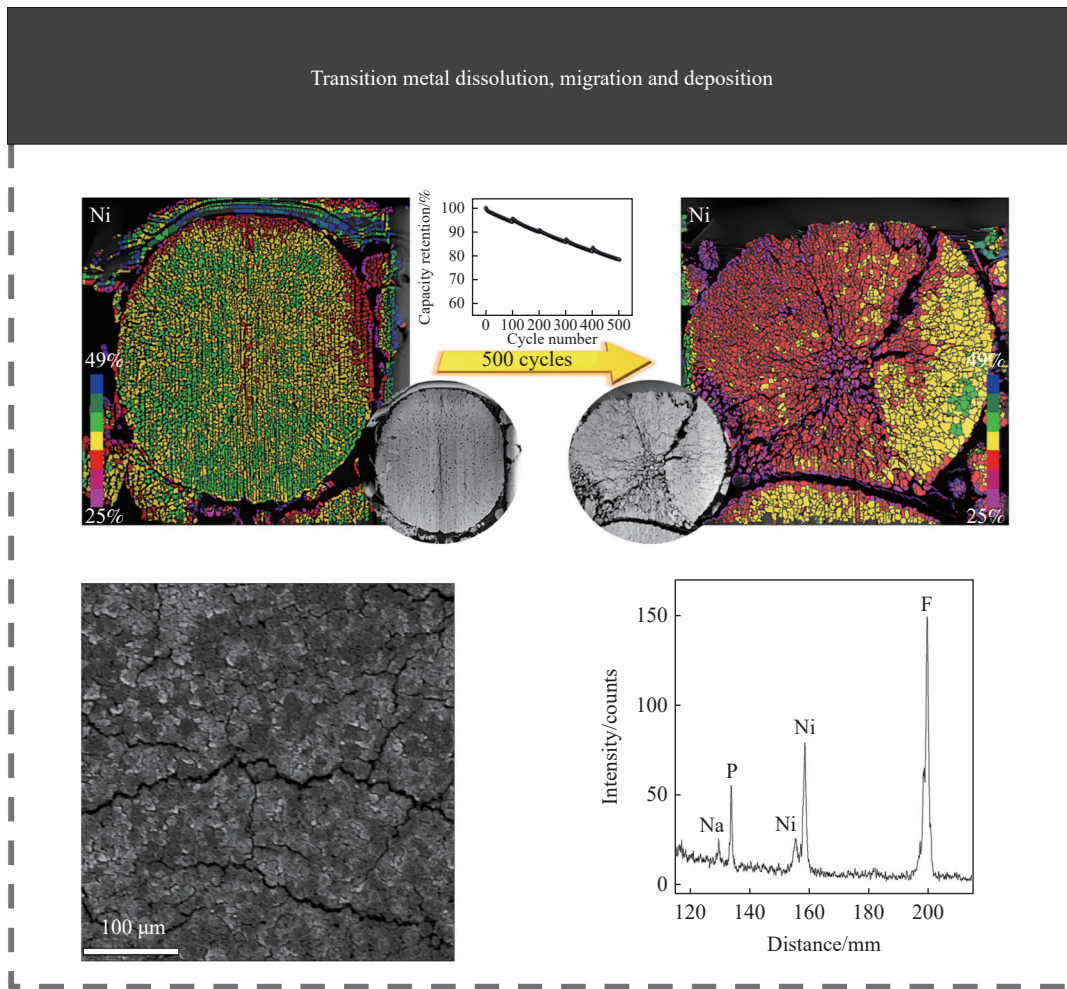 Transition metal dissolution, migration and deposition
Ni
49%
25%
Capacity retention/%
100
90
80
70
60
0 100 200 300 400 500
Cycle number
500 cycles
Ni
49%
25%
100 μm
Intensity/counts
150
100
50
0
Na
P
Ni
Ni
F
120 140 160 180 200
Distance/mm